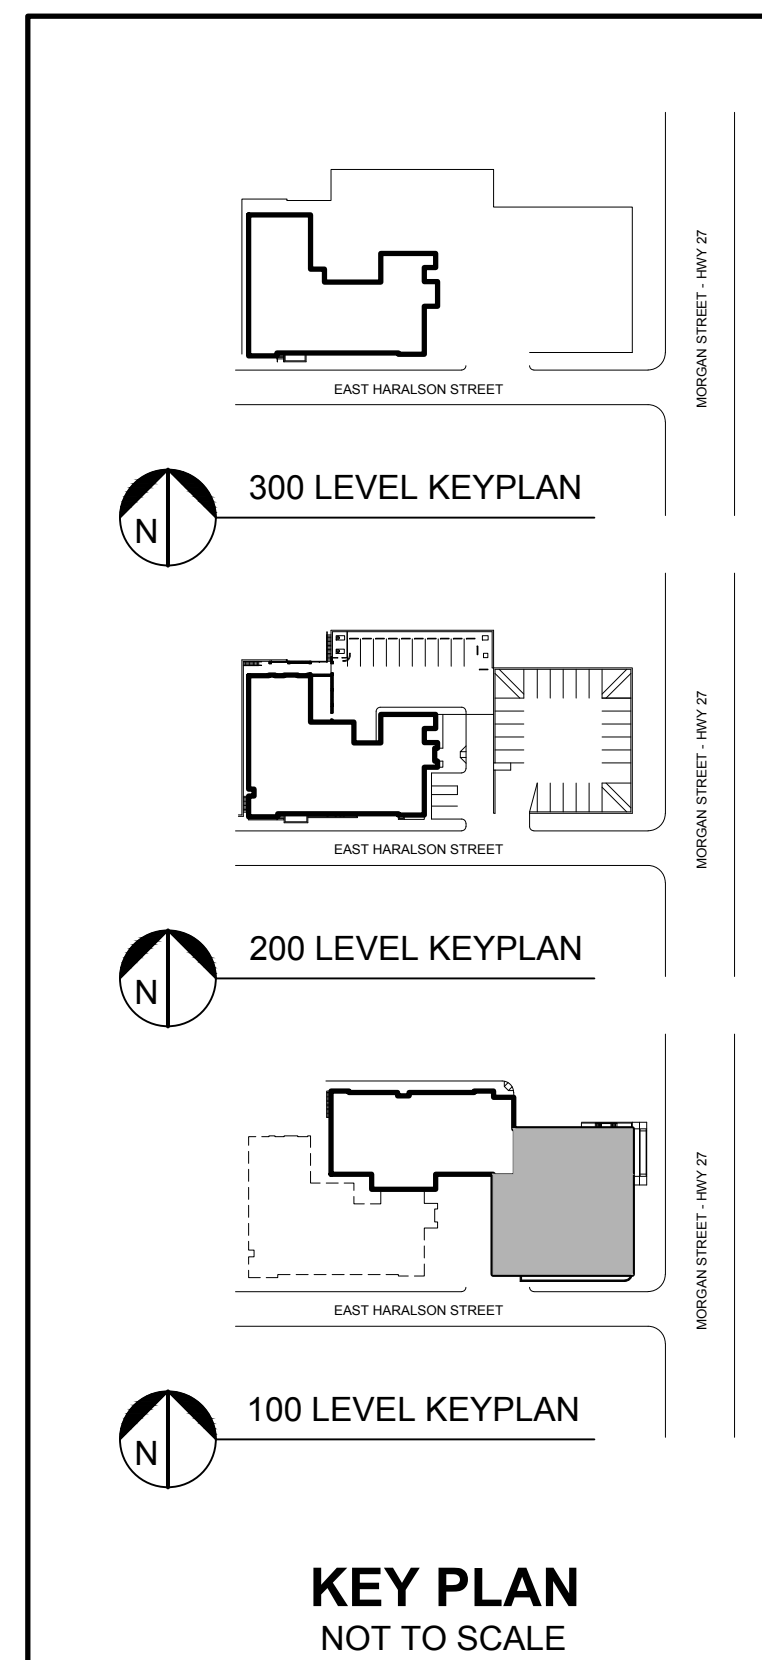 MORGAN STREET - HWY 27
EAST HARALSON STREET
300 LEVEL KEYPLAN
N
MORGAN STREET - HWY 27
EAST HARALSON STREET
200 LEVEL KEYPLAN
N
MORGAN STREET - HWY 27
EAST HARALSON STREET
100 LEVEL KEYPLAN
N
KEY PLAN
NOT TO SCALE